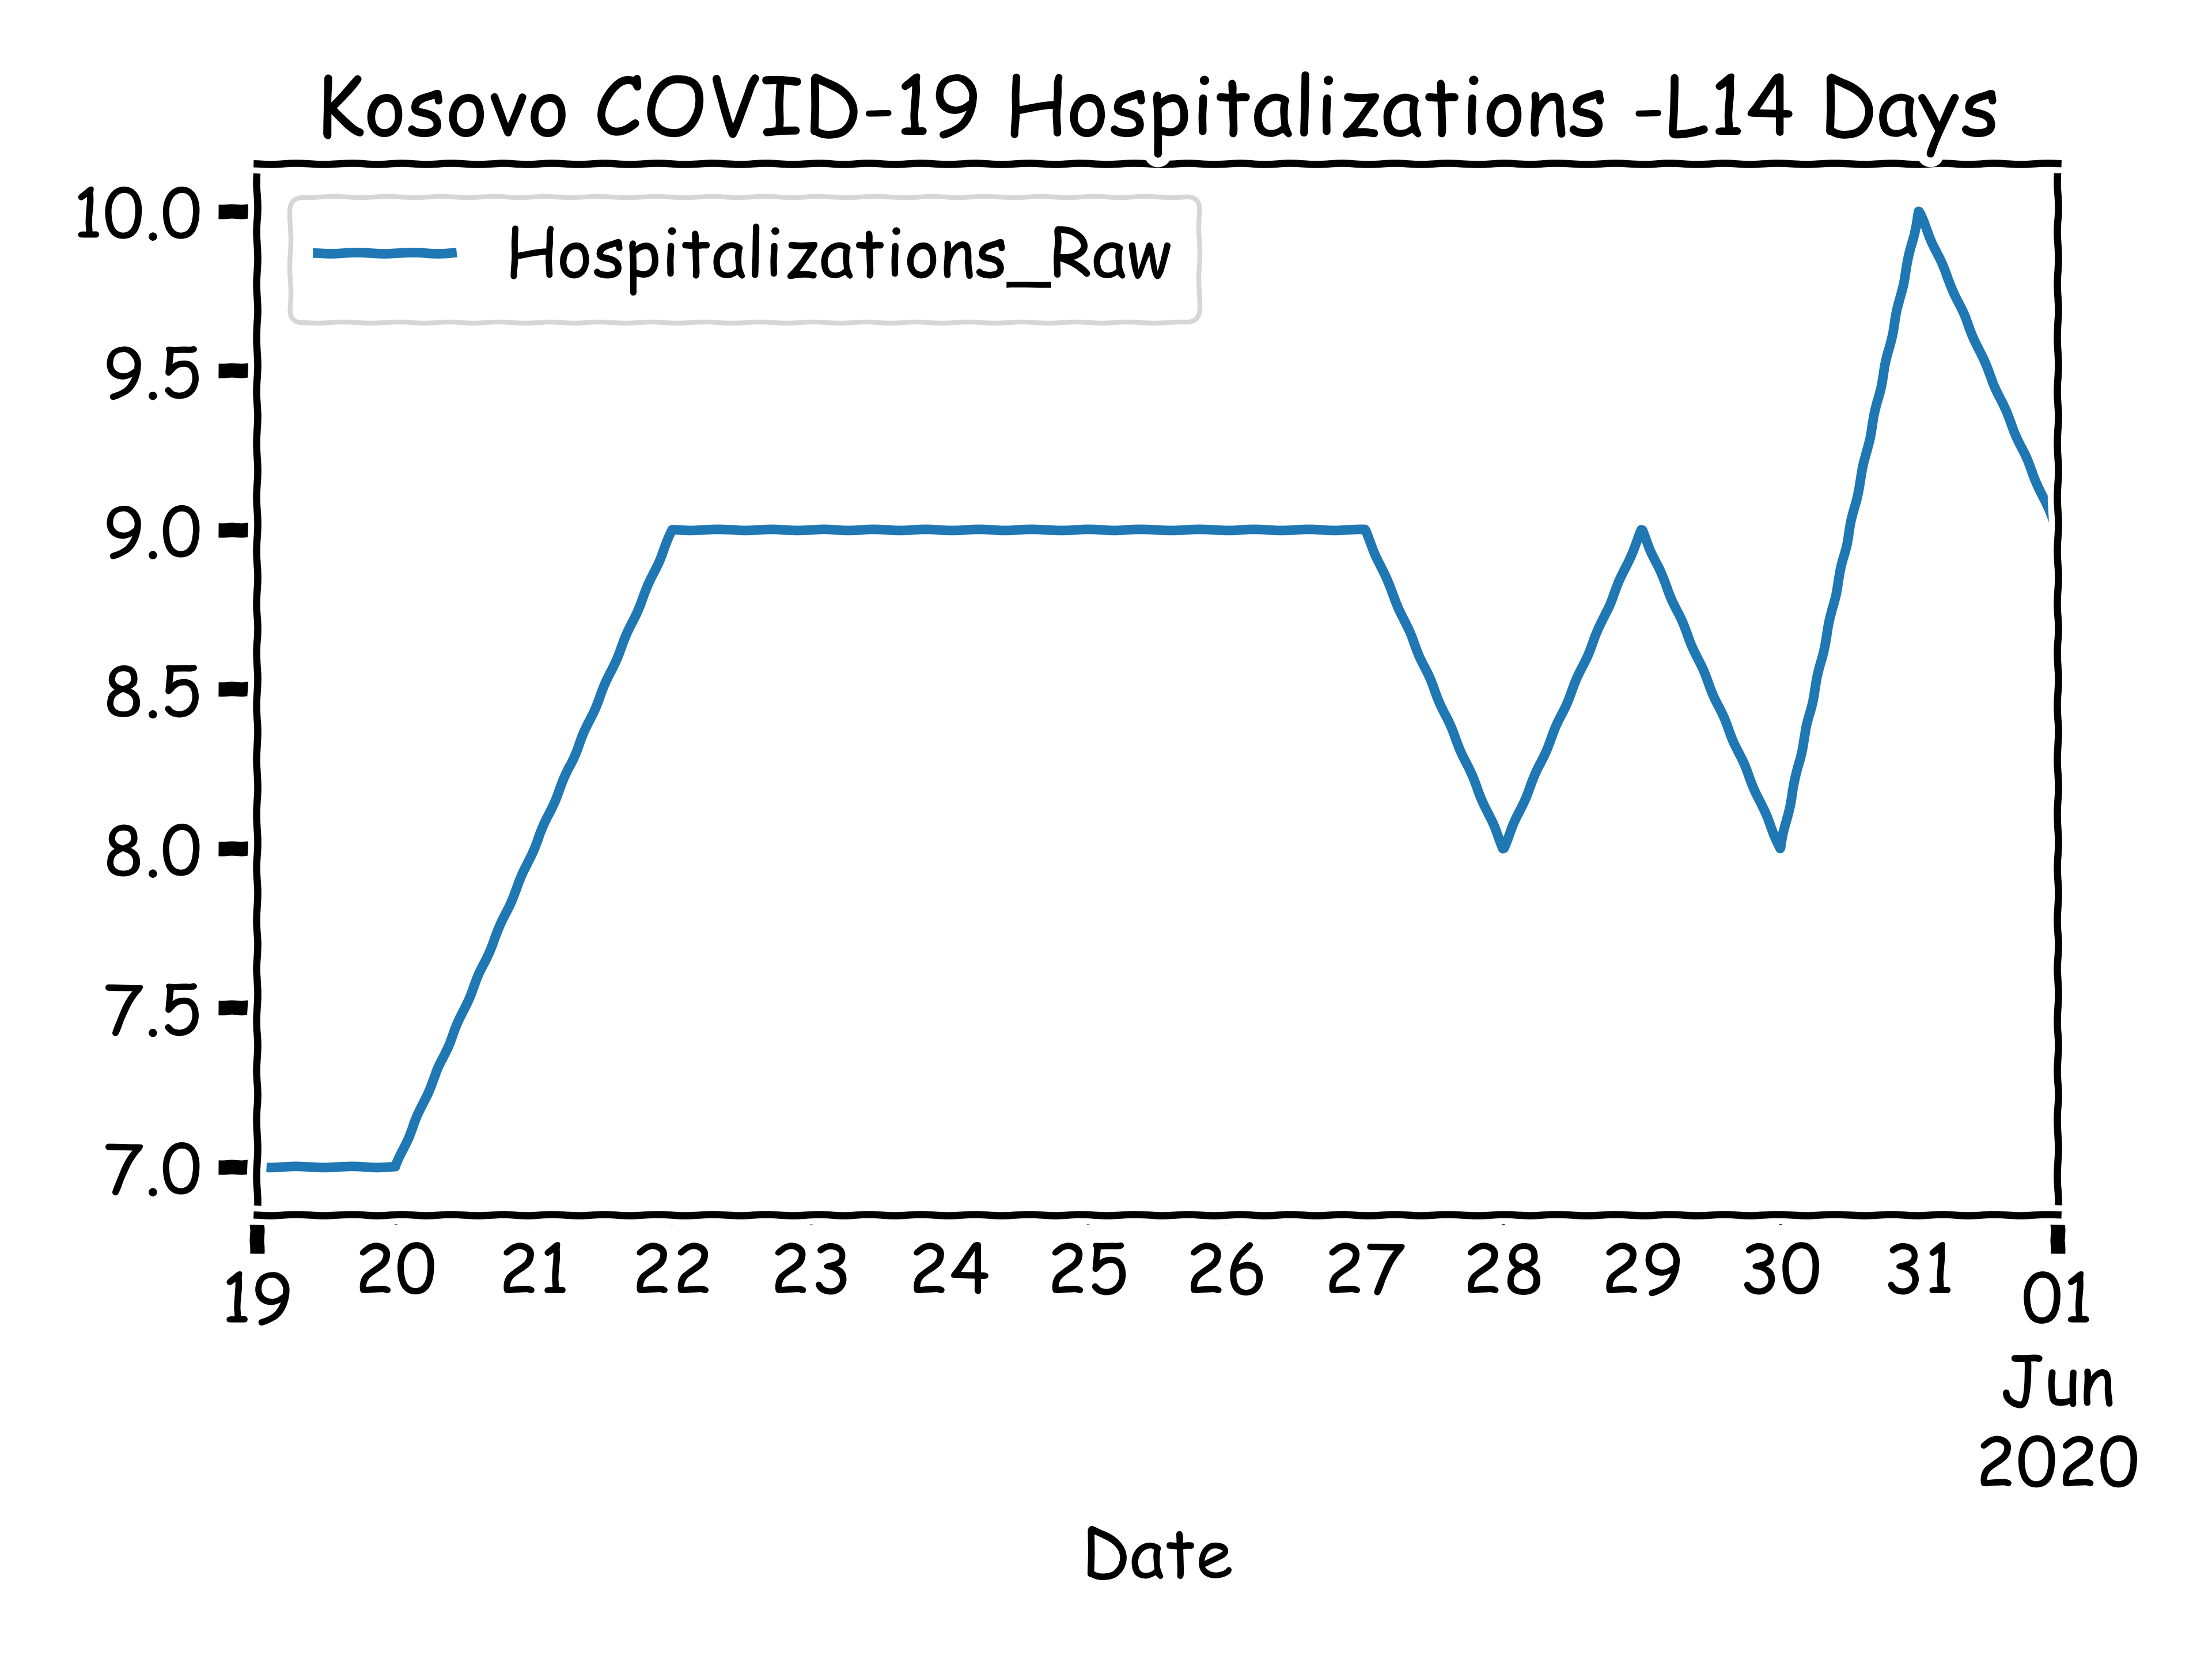 Kosovo COVID-19 Hospitalizations -L14 Days
Hospitalizations_Raw
10.0
9.5
9.0
8.5
8.0
7.5
7.0
19 20 21 22 23 24 25 26 27 28 29 30 31 01
Jun
2020
Date